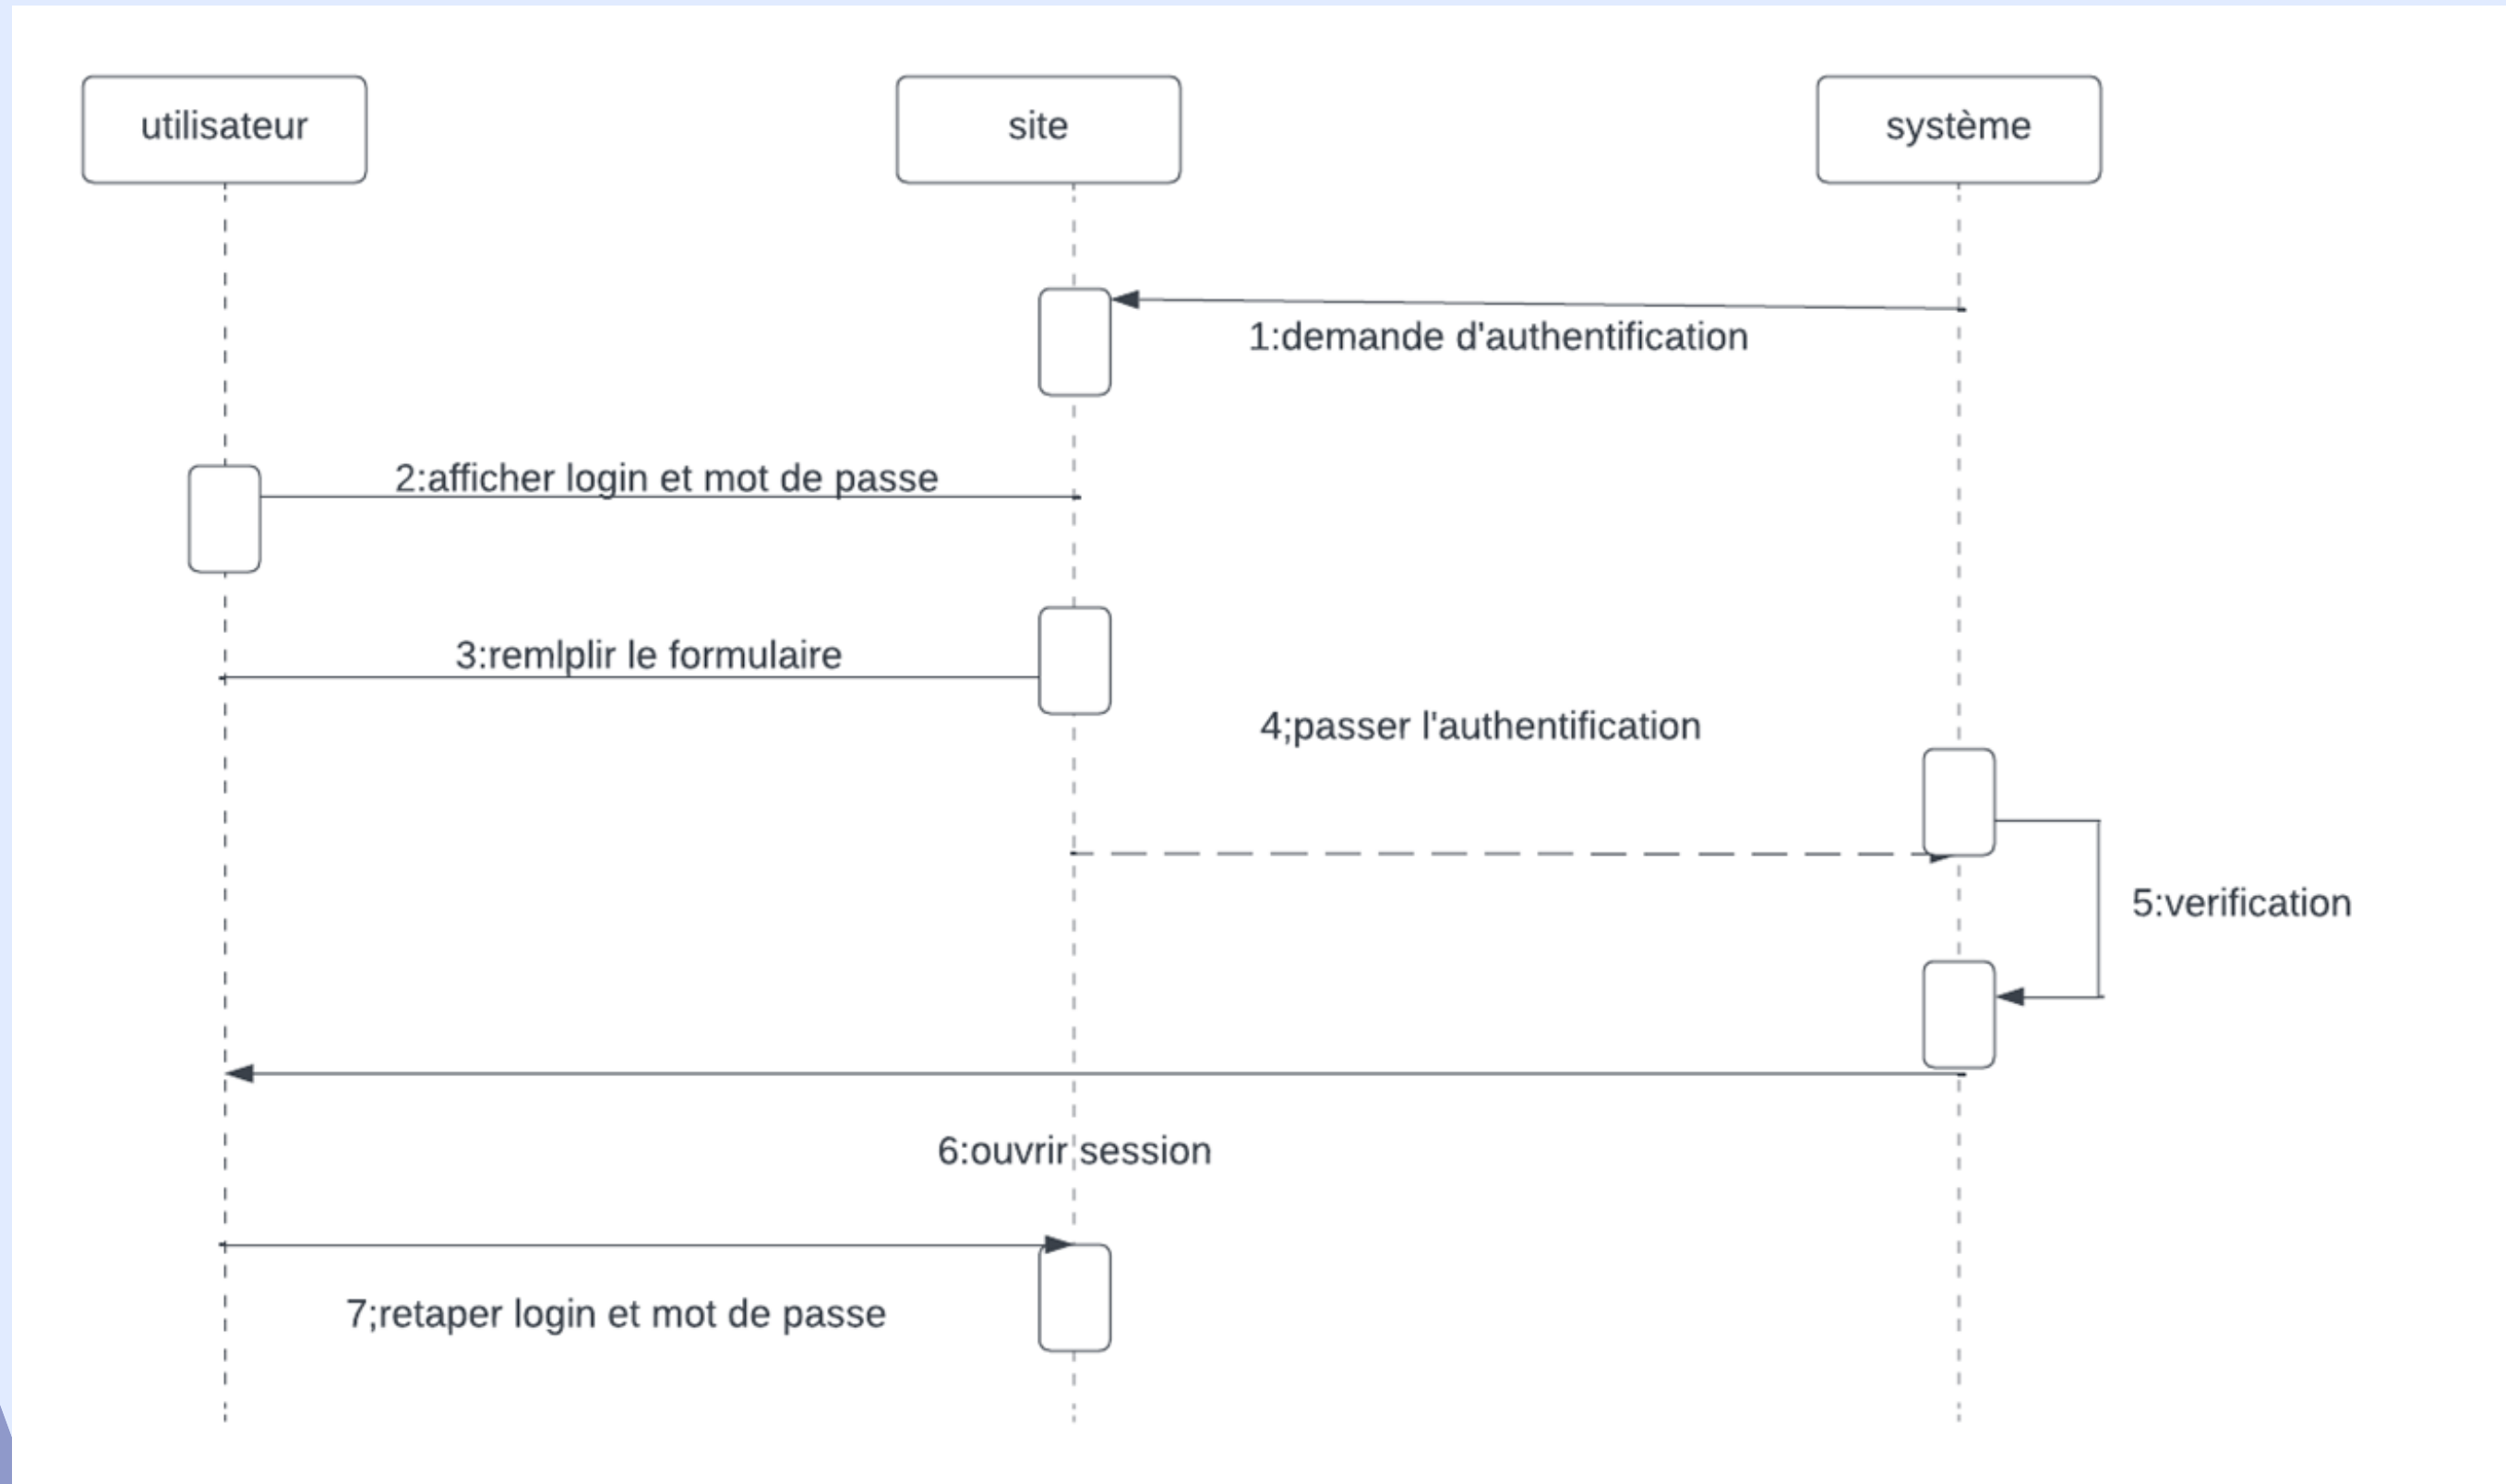 utilisateur
site
système
1:demande d'authentification
2:afficher login et mot de passe
3:remlplir le formulaire
4;passer l'authentification
5:verification
6:ouvrir session
7;retaper login et mot de passe